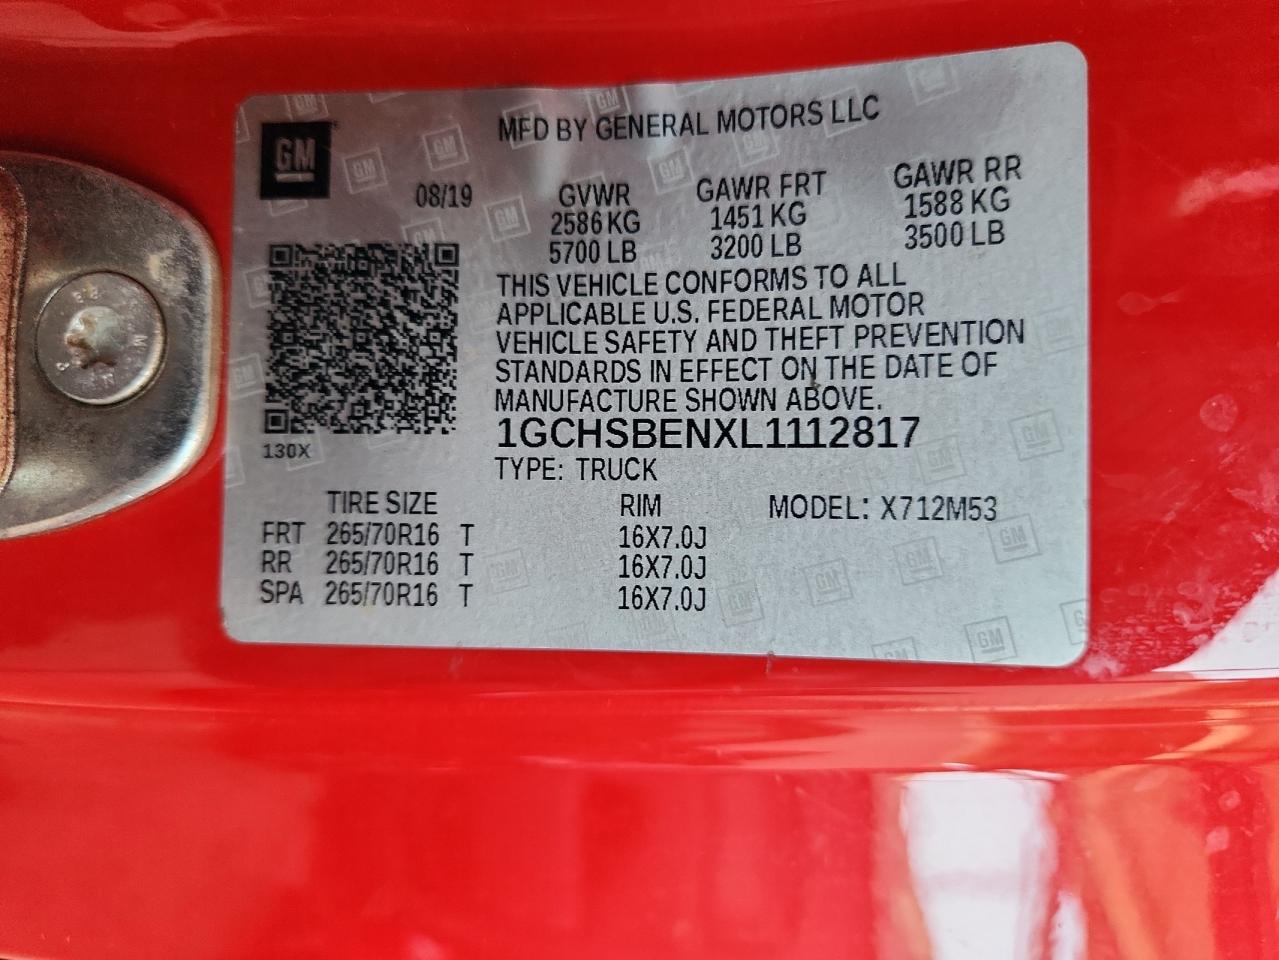 GM
MFD BY GENERAL MOTORS LLC
08/19 GVWR GAWR FRT GAWR RR
2586 KG 1451 KG 1588 KG
5700 LB 3200 LB 3500 LB
THIS VEHICLE CONFORMS TO ALL
APPLICABLE U.S. FEDERAL MOTOR
VEHICLE SAFETY AND THEFT PREVENTION
STANDARDS IN EFFECT ON THE DATE OF
MANUFACTURE SHOWN ABOVE.
130X
1GCHSBENXL1112817
TYPE: TRUCK
TIRE SIZE RIM MODEL: X712M53
FRT 265/70R16 T 16X7.0J
RR 265/70R16 T 16X7.0J
SPA 265/70R16 T 16X7.0J